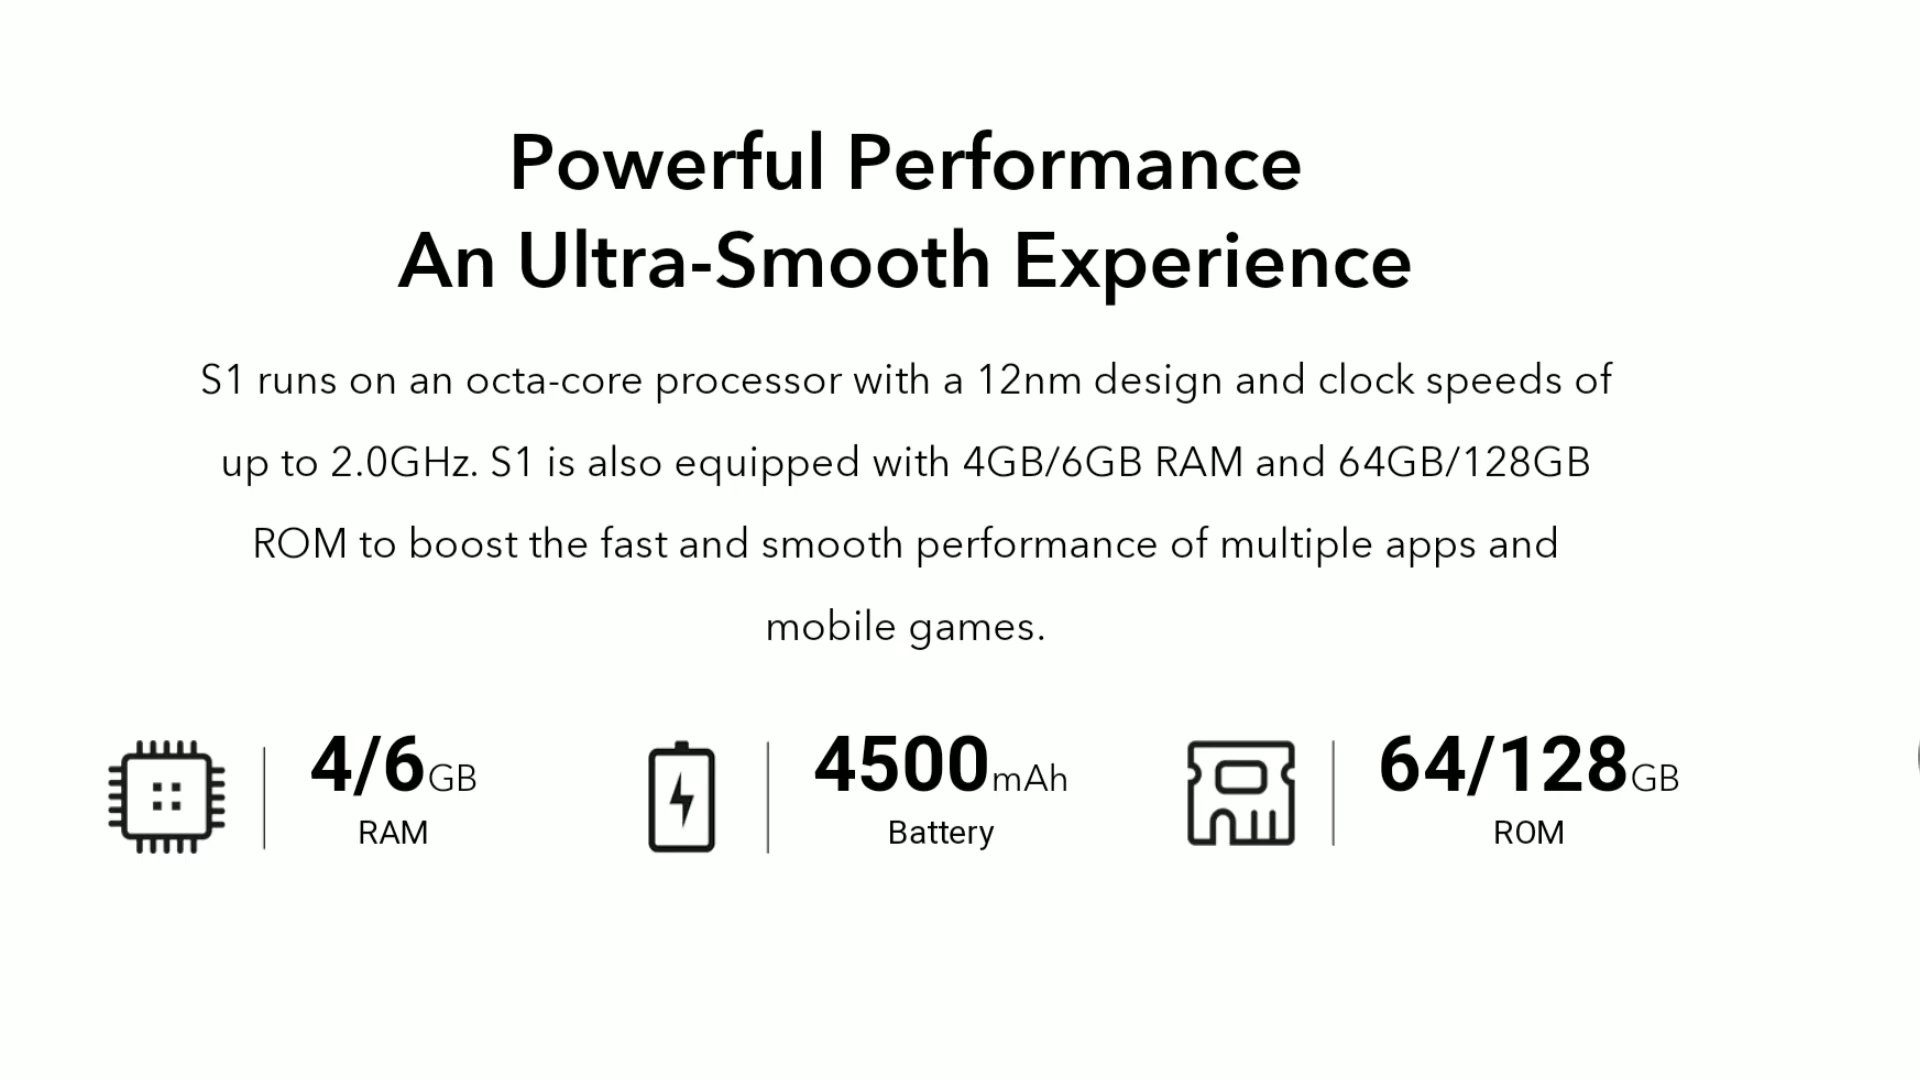 Powerful Performance
An Ultra-Smooth Experience
S1 runs on an octa-core processor with a 12nm design and clock speeds of
up to 2.0GHz. S1 is also equipped with 4GB/6GB RAM and 64GB/128GB
ROM to boost the fast and smooth performance of multiple apps and
mobile games.
4/6GB
RAM
4500mAh
Battery
64/128GB
ROM